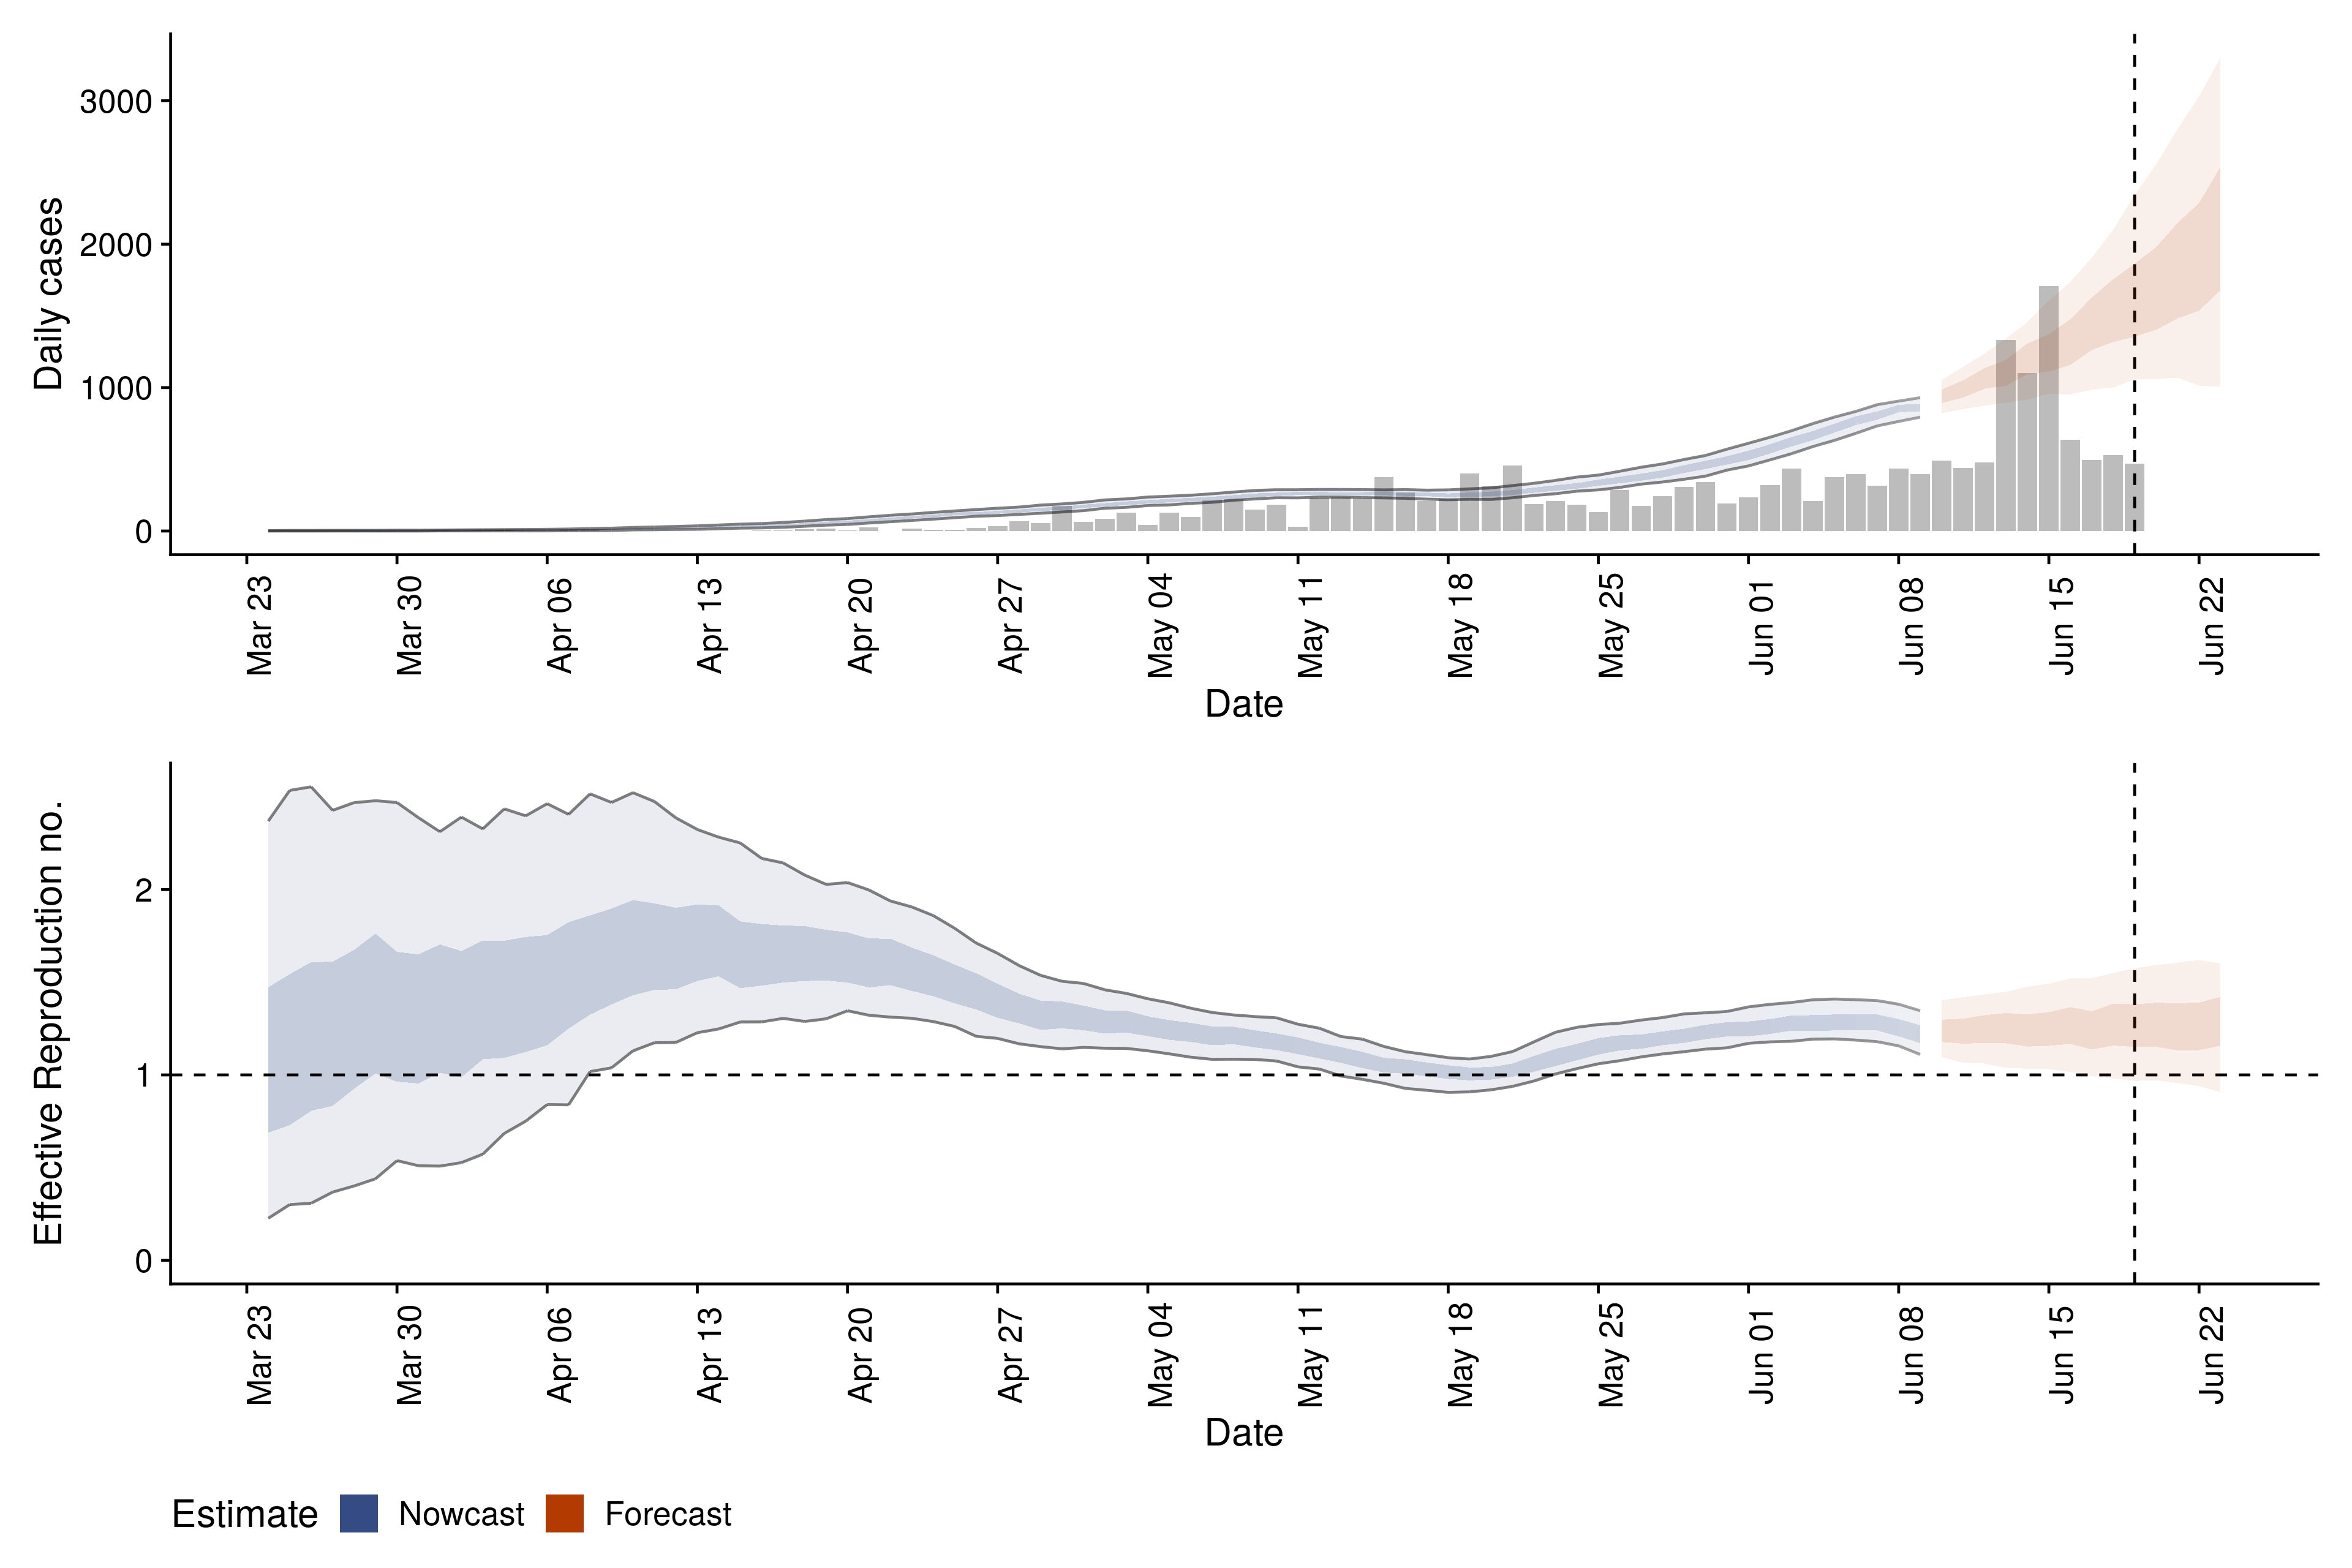 Daily cases
3000
2000
1000
0
Mar 23
Mar 30
Apr 06
Apr 13
Apr 20
Apr 27
May 04
May 11
May 18
May 25
Jun 01
Jun 08
Jun 15
Jun 22
Date
Effective Reproduction no.
2
1
0
Mar 23
Mar 30
Apr 06
Apr 13
Apr 20
Apr 27
May 04
May 11
May 18
May 25
Jun 01
Jun 08
Jun 15
Jun 22
Date
Estimate Nowcast Forecast